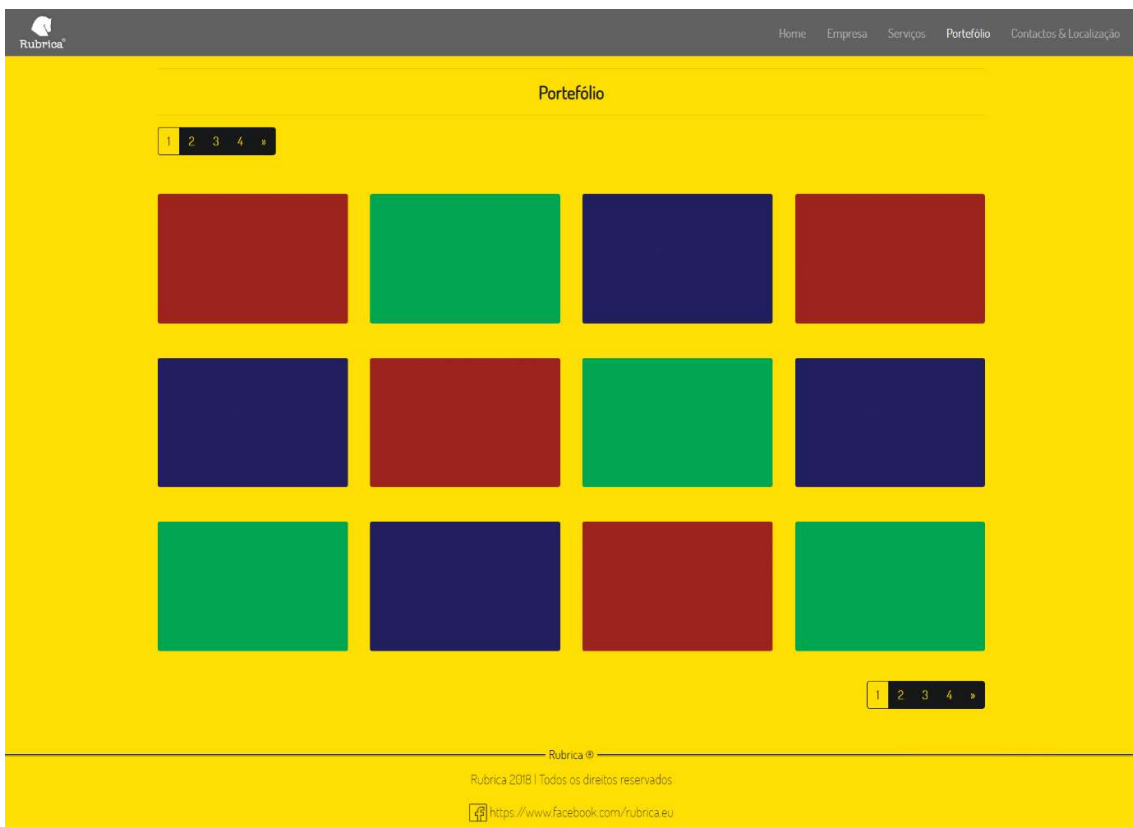 Rubrica®
Home Empresa Serviços Portefólio Contactos & Localização
Portefólio
1 2 3 4 »
1 2 3 4 »
Rubrica ®
Rubrica 2018 | Todos os direitos reservados
https://www.facebook.com/rubrica.eu